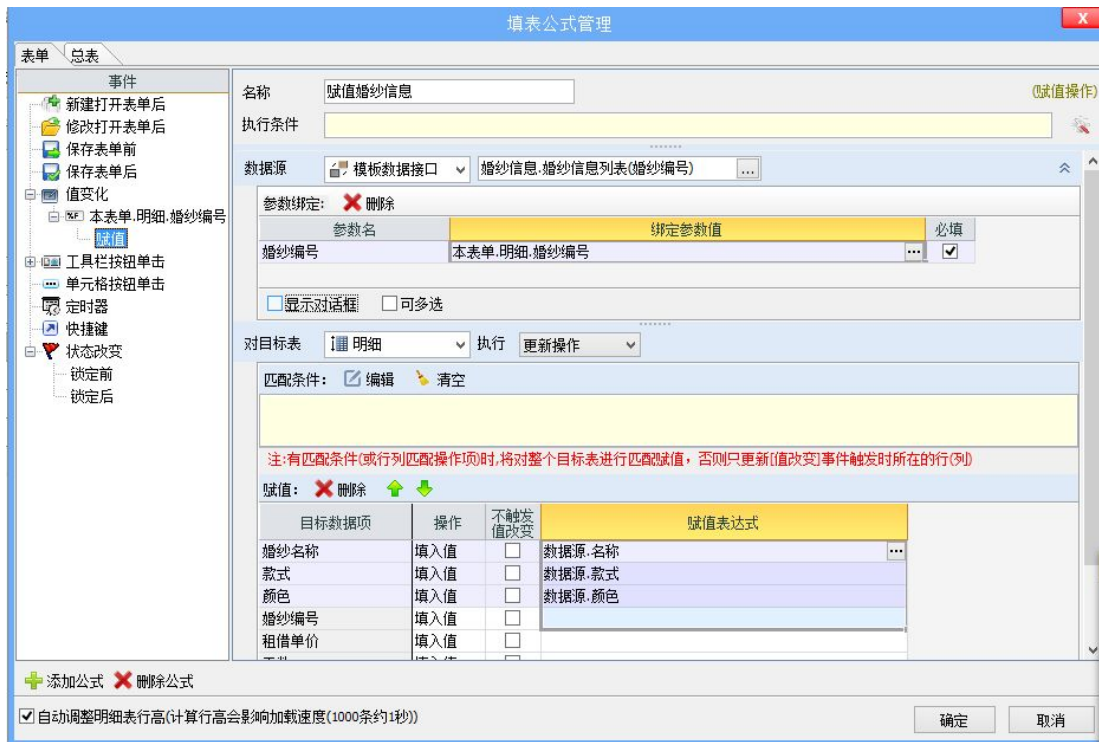 填表公式管理
表单 总表
事件
新建打开表单后
修改打开表单后
保存表单前
保存表单后
值变化
本表单.明细.婚纱编号
赋值
工具栏按钮单击
单元格按钮单击
定时器
快捷键
状态改变
锁定前
锁定后
名称 赋值婚纱信息 (赋值操作)
执行条件
数据源 模板数据接口 婚纱信息.婚纱信息列表(婚纱编号) ...
参数绑定: 删除
参数名 绑定参数值 必填
婚纱编号 本表单.明细.婚纱编号 ...
显示对话框 可多选
对目标表 明细 执行 更新操作
匹配条件: 编辑 清空
注:有匹配条件(或行列匹配操作项)时,将对整个目标表进行匹配赋值，否则只更新[值改变]事件触发时所在的行(列)
赋值: 删除
目标数据项 操作 不触发值改变 赋值表达式
婚纱名称 填入值 数据源.名称 ...
款式 填入值 数据源.款式
颜色 填入值 数据源.颜色
婚纱编号 填入值
租借单价 填入值
添加公式 删除公式
自动调整明细表行高(计算行高会影响加载速度(1000条约1秒))
确定 取消